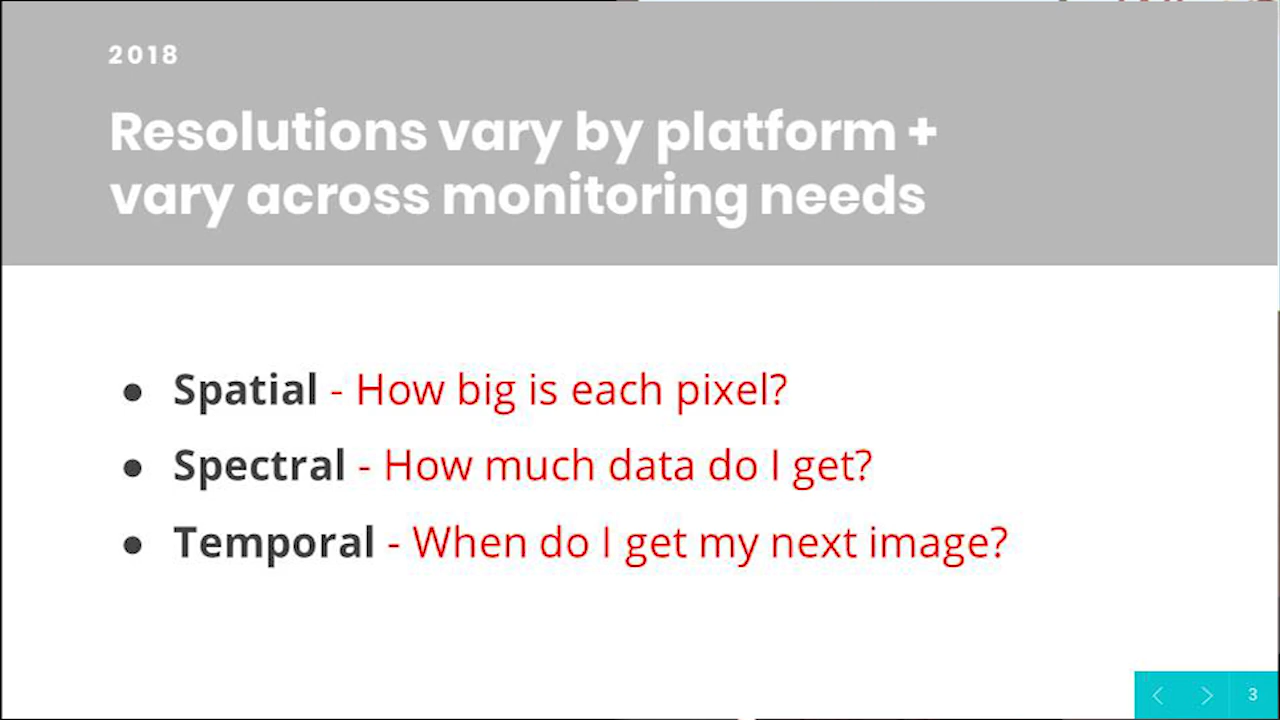 2018
Resolutions vary by platform +
vary across monitoring needs
● Spatial - How big is each pixel?
● Spectral - How much data do I get?
● Temporal - When do I get my next image?
3